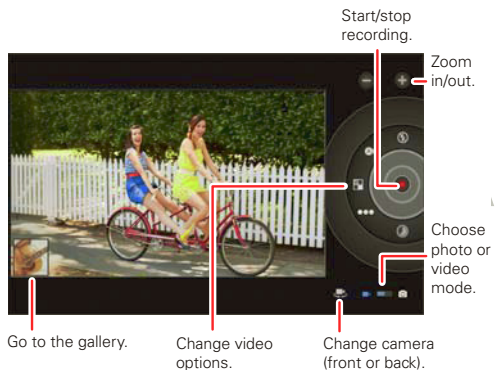 Start/stop
recording.
Zoom
in/out.
Choose
photo or
video
mode.
Go to the gallery.
Change video
options.
Change camera
(front or back).